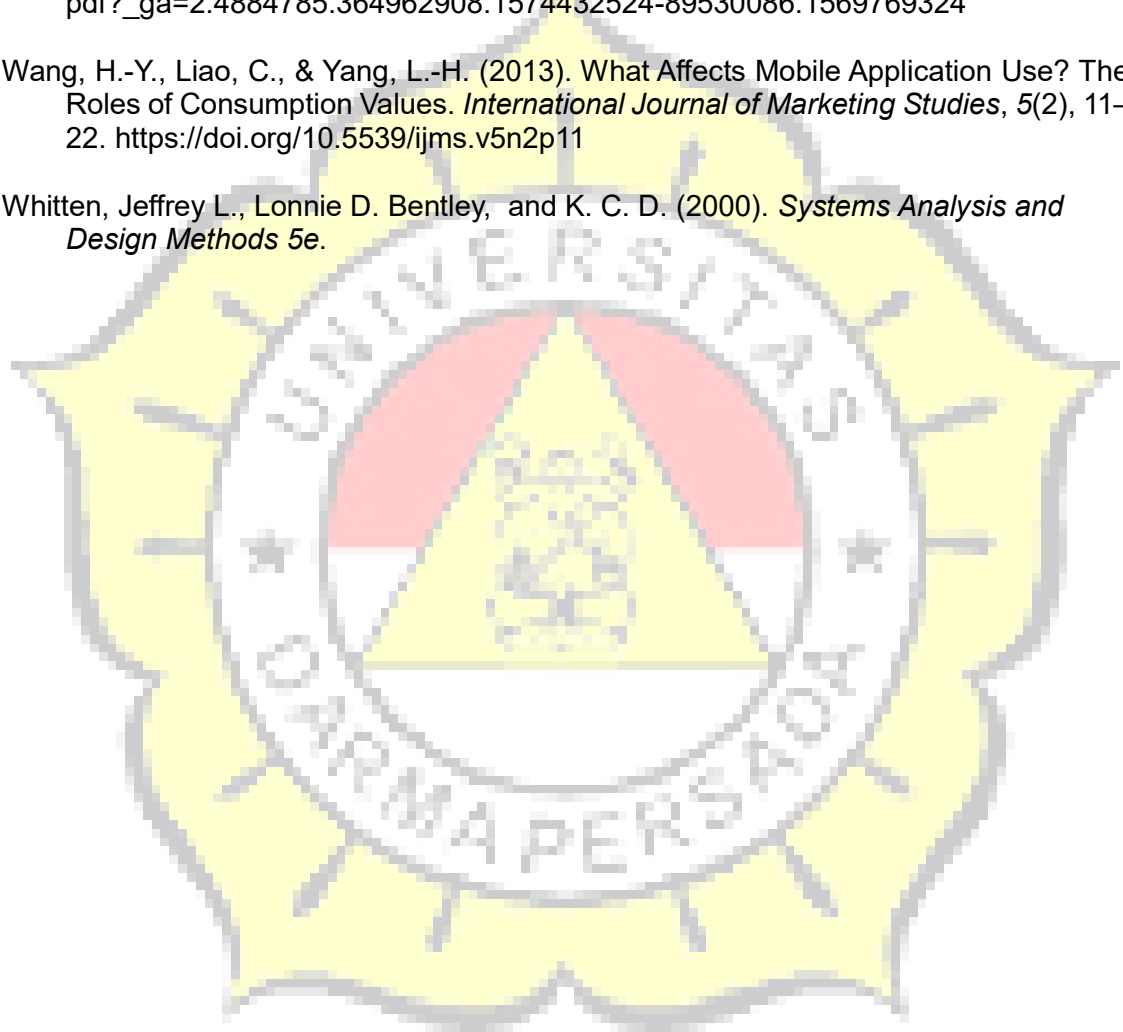 pdf?_ga=2.4884785.364962908.1574432524-89530086.1569769324
Wang, H.-Y., Liao, C., & Yang, L.-H. (2013). What Affects Mobile Application Use? The
Roles of Consumption Values. International Journal of Marketing Studies, 5(2), 11–
22. https://doi.org/10.5539/ijms.v5n2p11
Whitten, Jeffrey L., Lonnie D. Bentley,  and K. C. D. (2000). Systems Analysis and
Design Methods 5e.
UNIVERSITAS
DARMA PERSADA